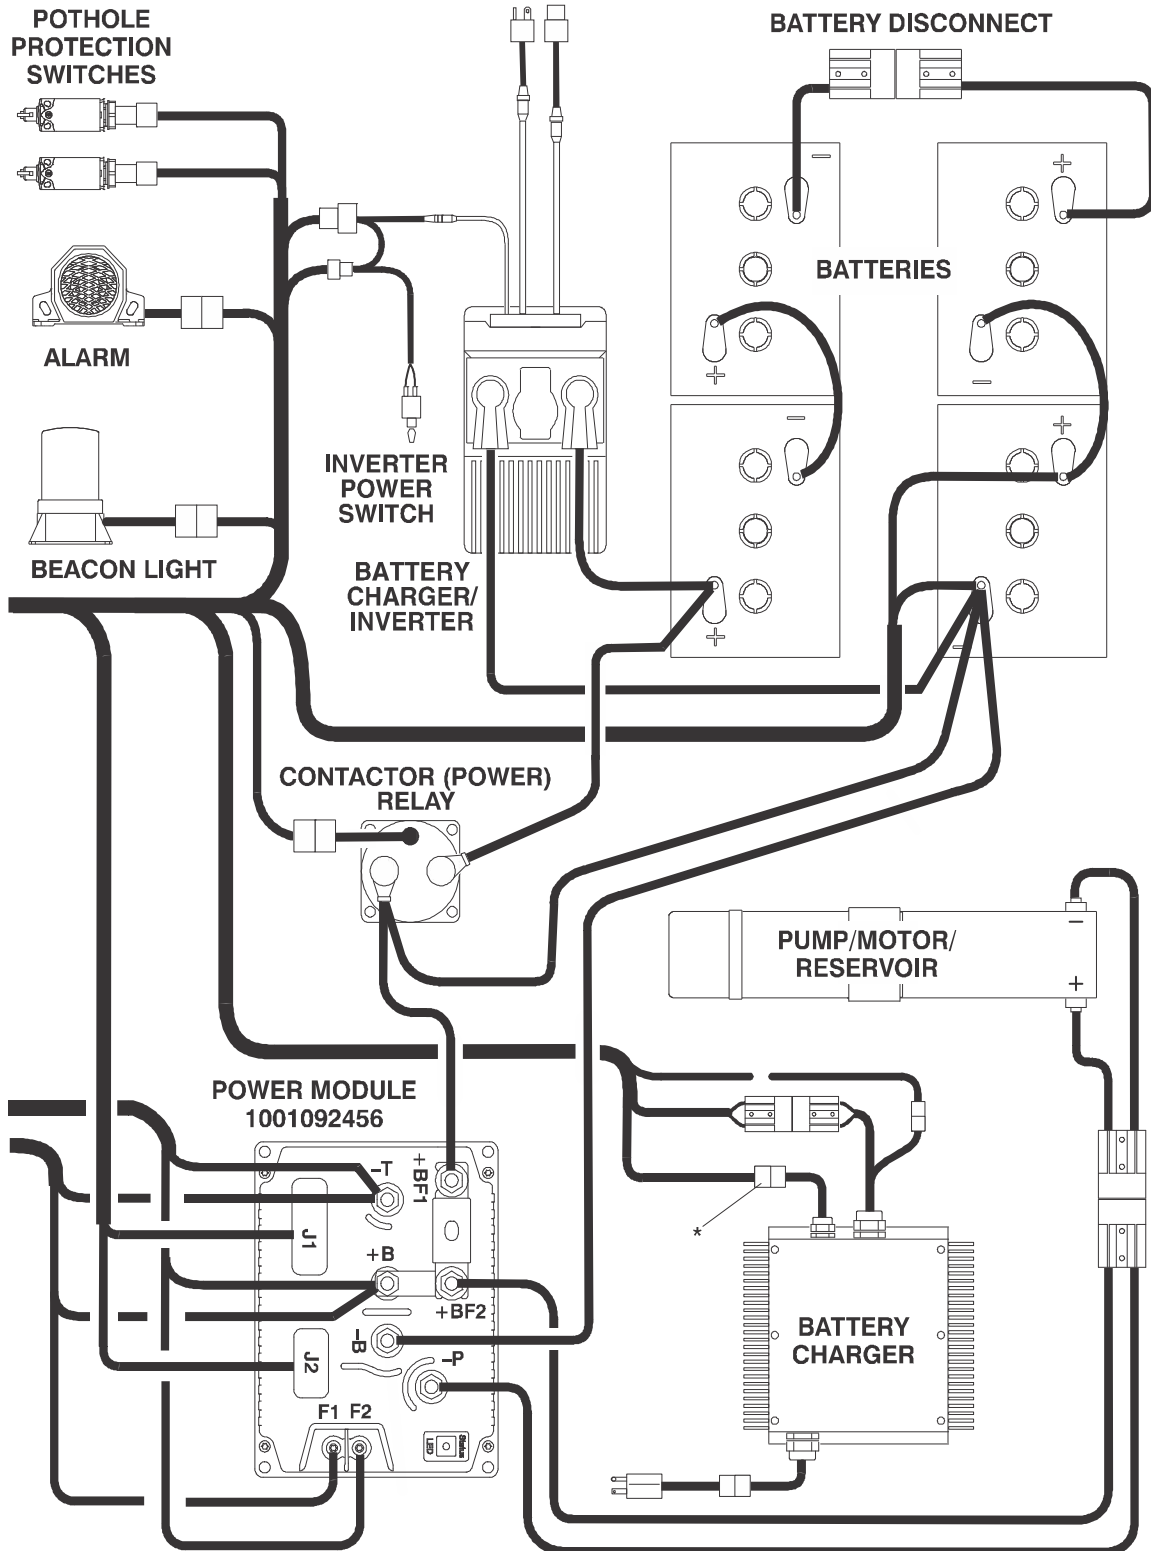 POTHOLE
PROTECTION
SWITCHES
BATTERY DISCONNECT
−
+
BATTERIES
ALARM
+
−
−
+
INVERTER
POWER
SWITCH
BEACON LIGHT
BATTERY
CHARGER/
INVERTER
+
−
CONTACTOR (POWER)
RELAY
−
PUMP/MOTOR/
RESERVOIR
+
POWER MODULE
1001092456
−T
+BF1
J1
*
+B
+BF2
−B
J2
−P
BATTERY
CHARGER
F1 F2
Status
LED